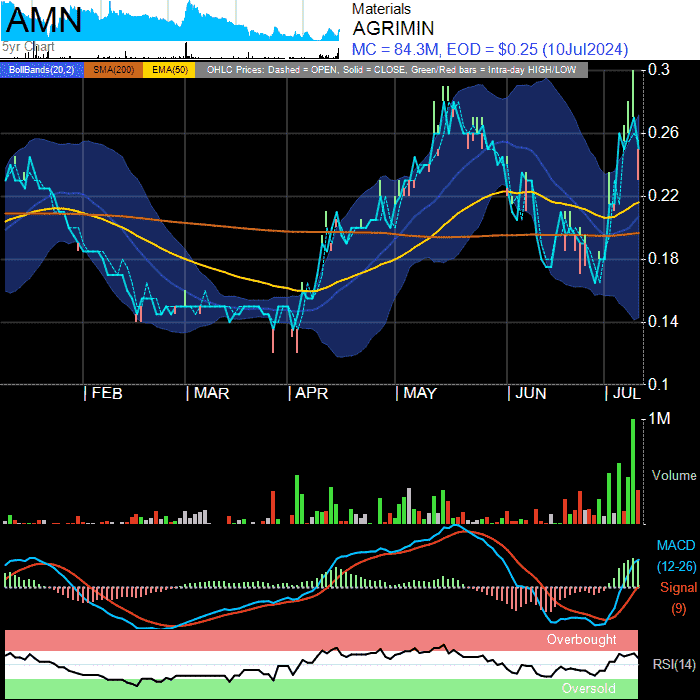 AMN
5yr Chart
Materials
AGRIMIN
MC = 84.3M, EOD = $0.25 (10Jul2024)
BollBands(20,2) SMA(200) EMA(50) OHLC Prices: Dashed = OPEN, Solid = CLOSE, Green/Red bars = Intra-day HIGH/LOW
0.3
0.26
0.22
0.18
0.14
0.1
FEB MAR APR MAY JUN JUL
1M
Volume
MACD
(12-26)
Signal
(9)
Overbought
RSI(14)
Oversold